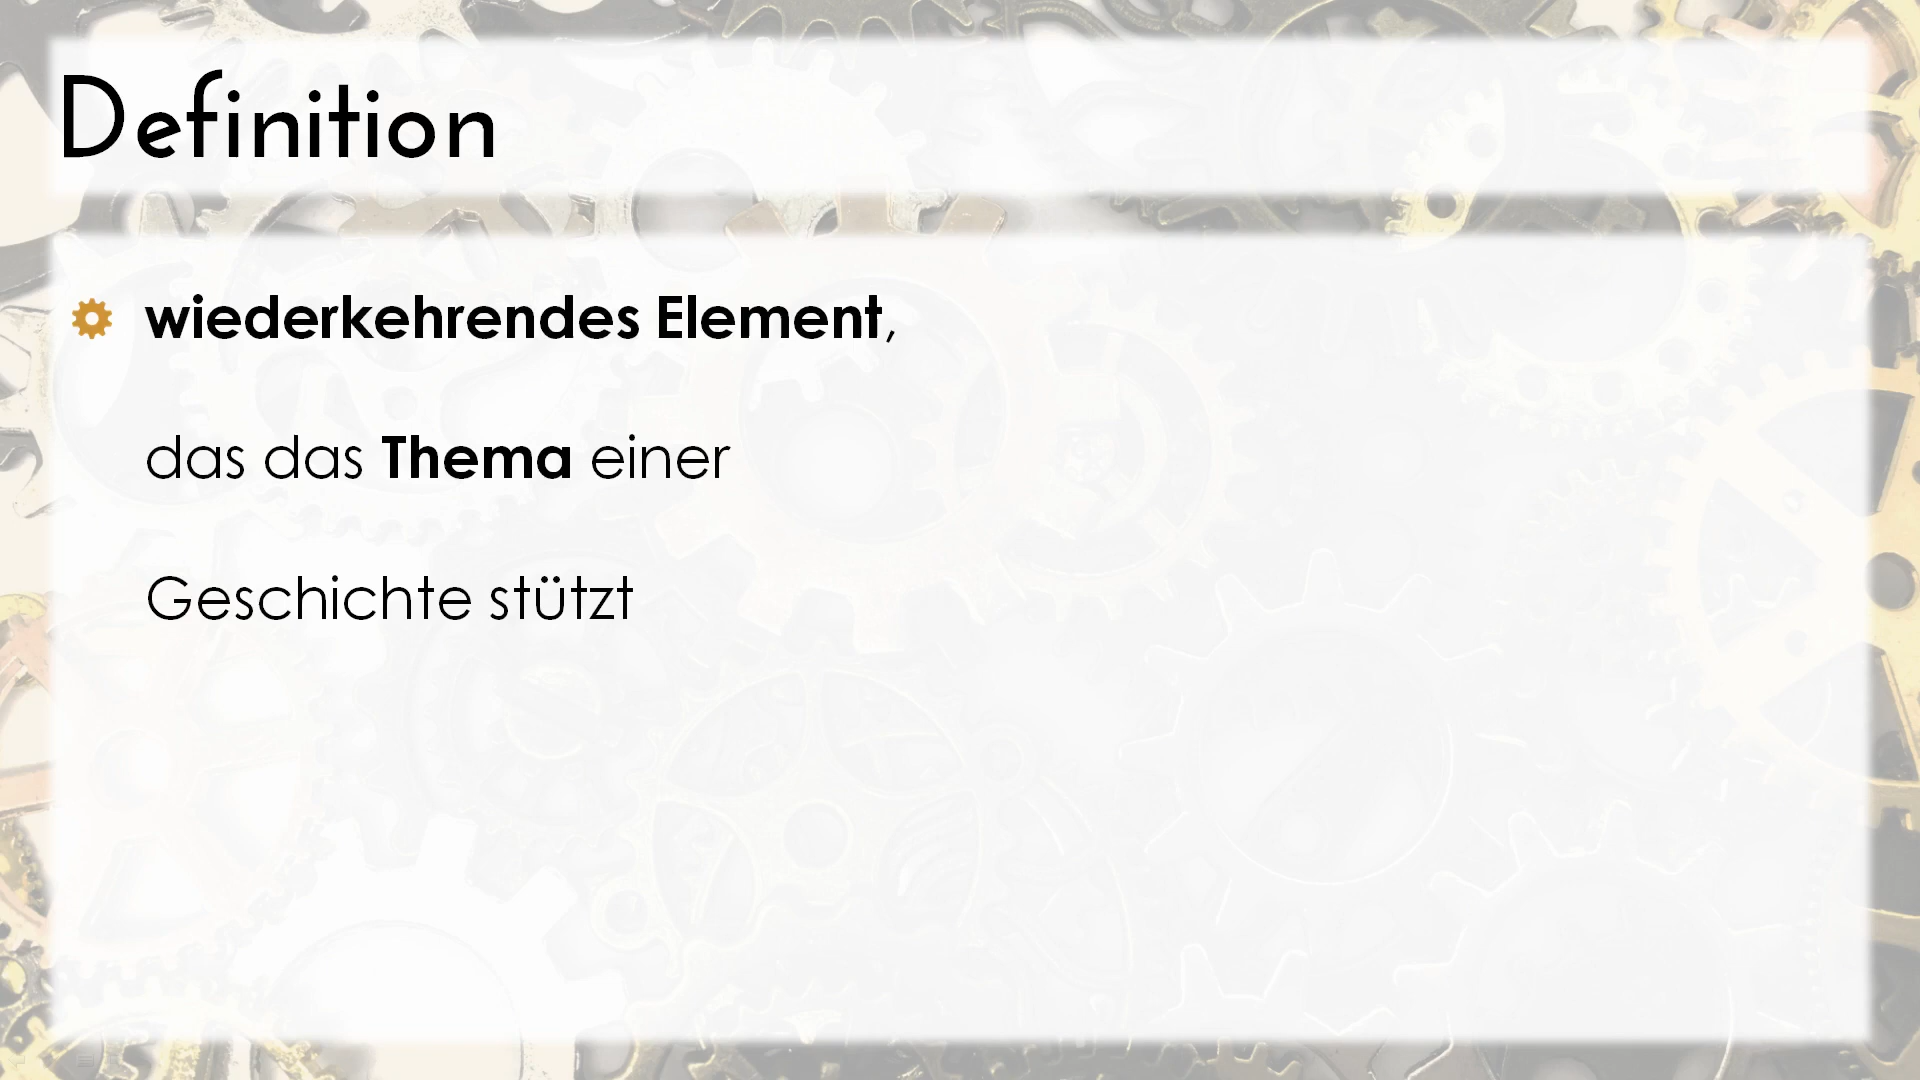 Definition
wiederkehrendes Element,
das das Thema einer
Geschichte stützt